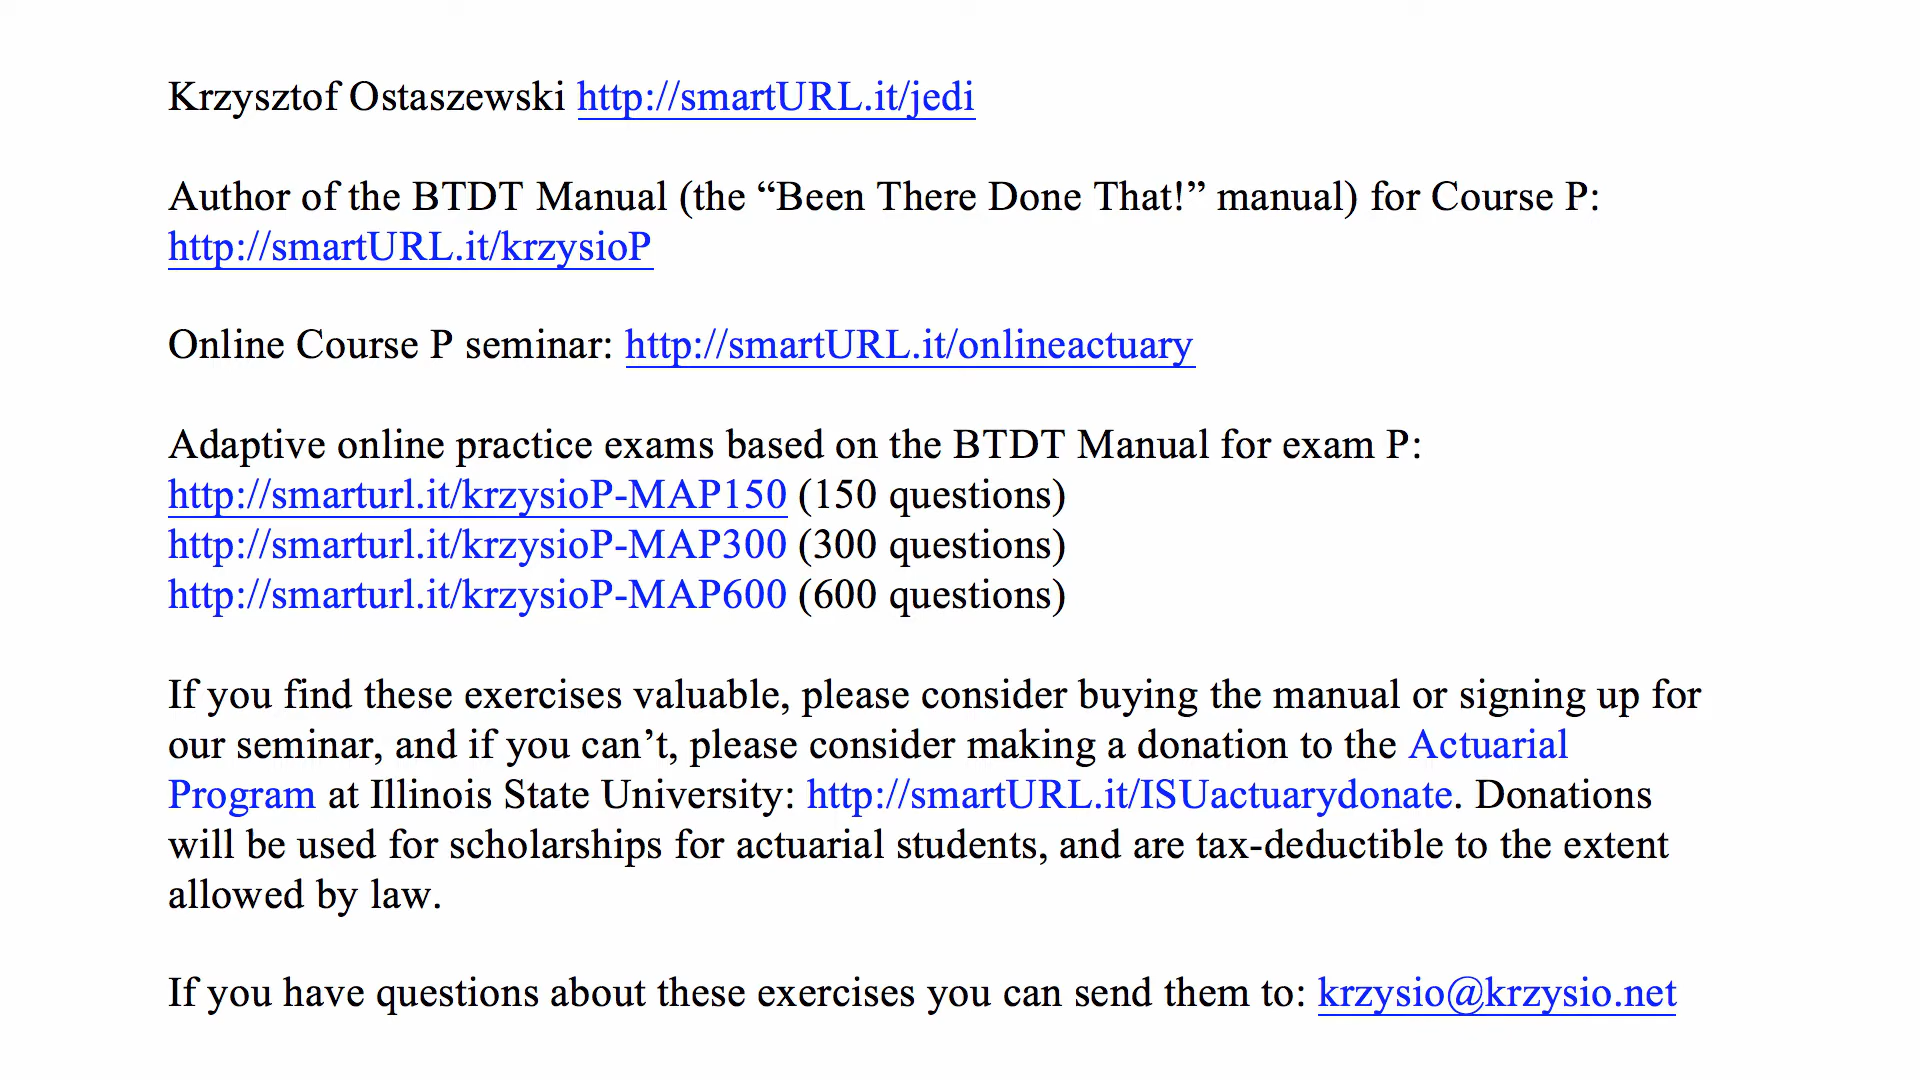 Krzysztof Ostaszewski http://smartURL.it/jedi
Author of the BTDT Manual (the “Been There Done That!” manual) for Course P:
http://smartURL.it/krzysioP
Online Course P seminar: http://smartURL.it/onlineactuary
Adaptive online practice exams based on the BTDT Manual for exam P:
http://smarturl.it/krzysioP-MAP150 (150 questions)
http://smarturl.it/krzysioP-MAP300 (300 questions)
http://smarturl.it/krzysioP-MAP600 (600 questions)
If you find these exercises valuable, please consider buying the manual or signing up for
our seminar, and if you can’t, please consider making a donation to the Actuarial
Program at Illinois State University: http://smartURL.it/ISUactuarydonate. Donations
will be used for scholarships for actuarial students, and are tax-deductible to the extent
allowed by law.
If you have questions about these exercises you can send them to: krzysio@krzysio.net